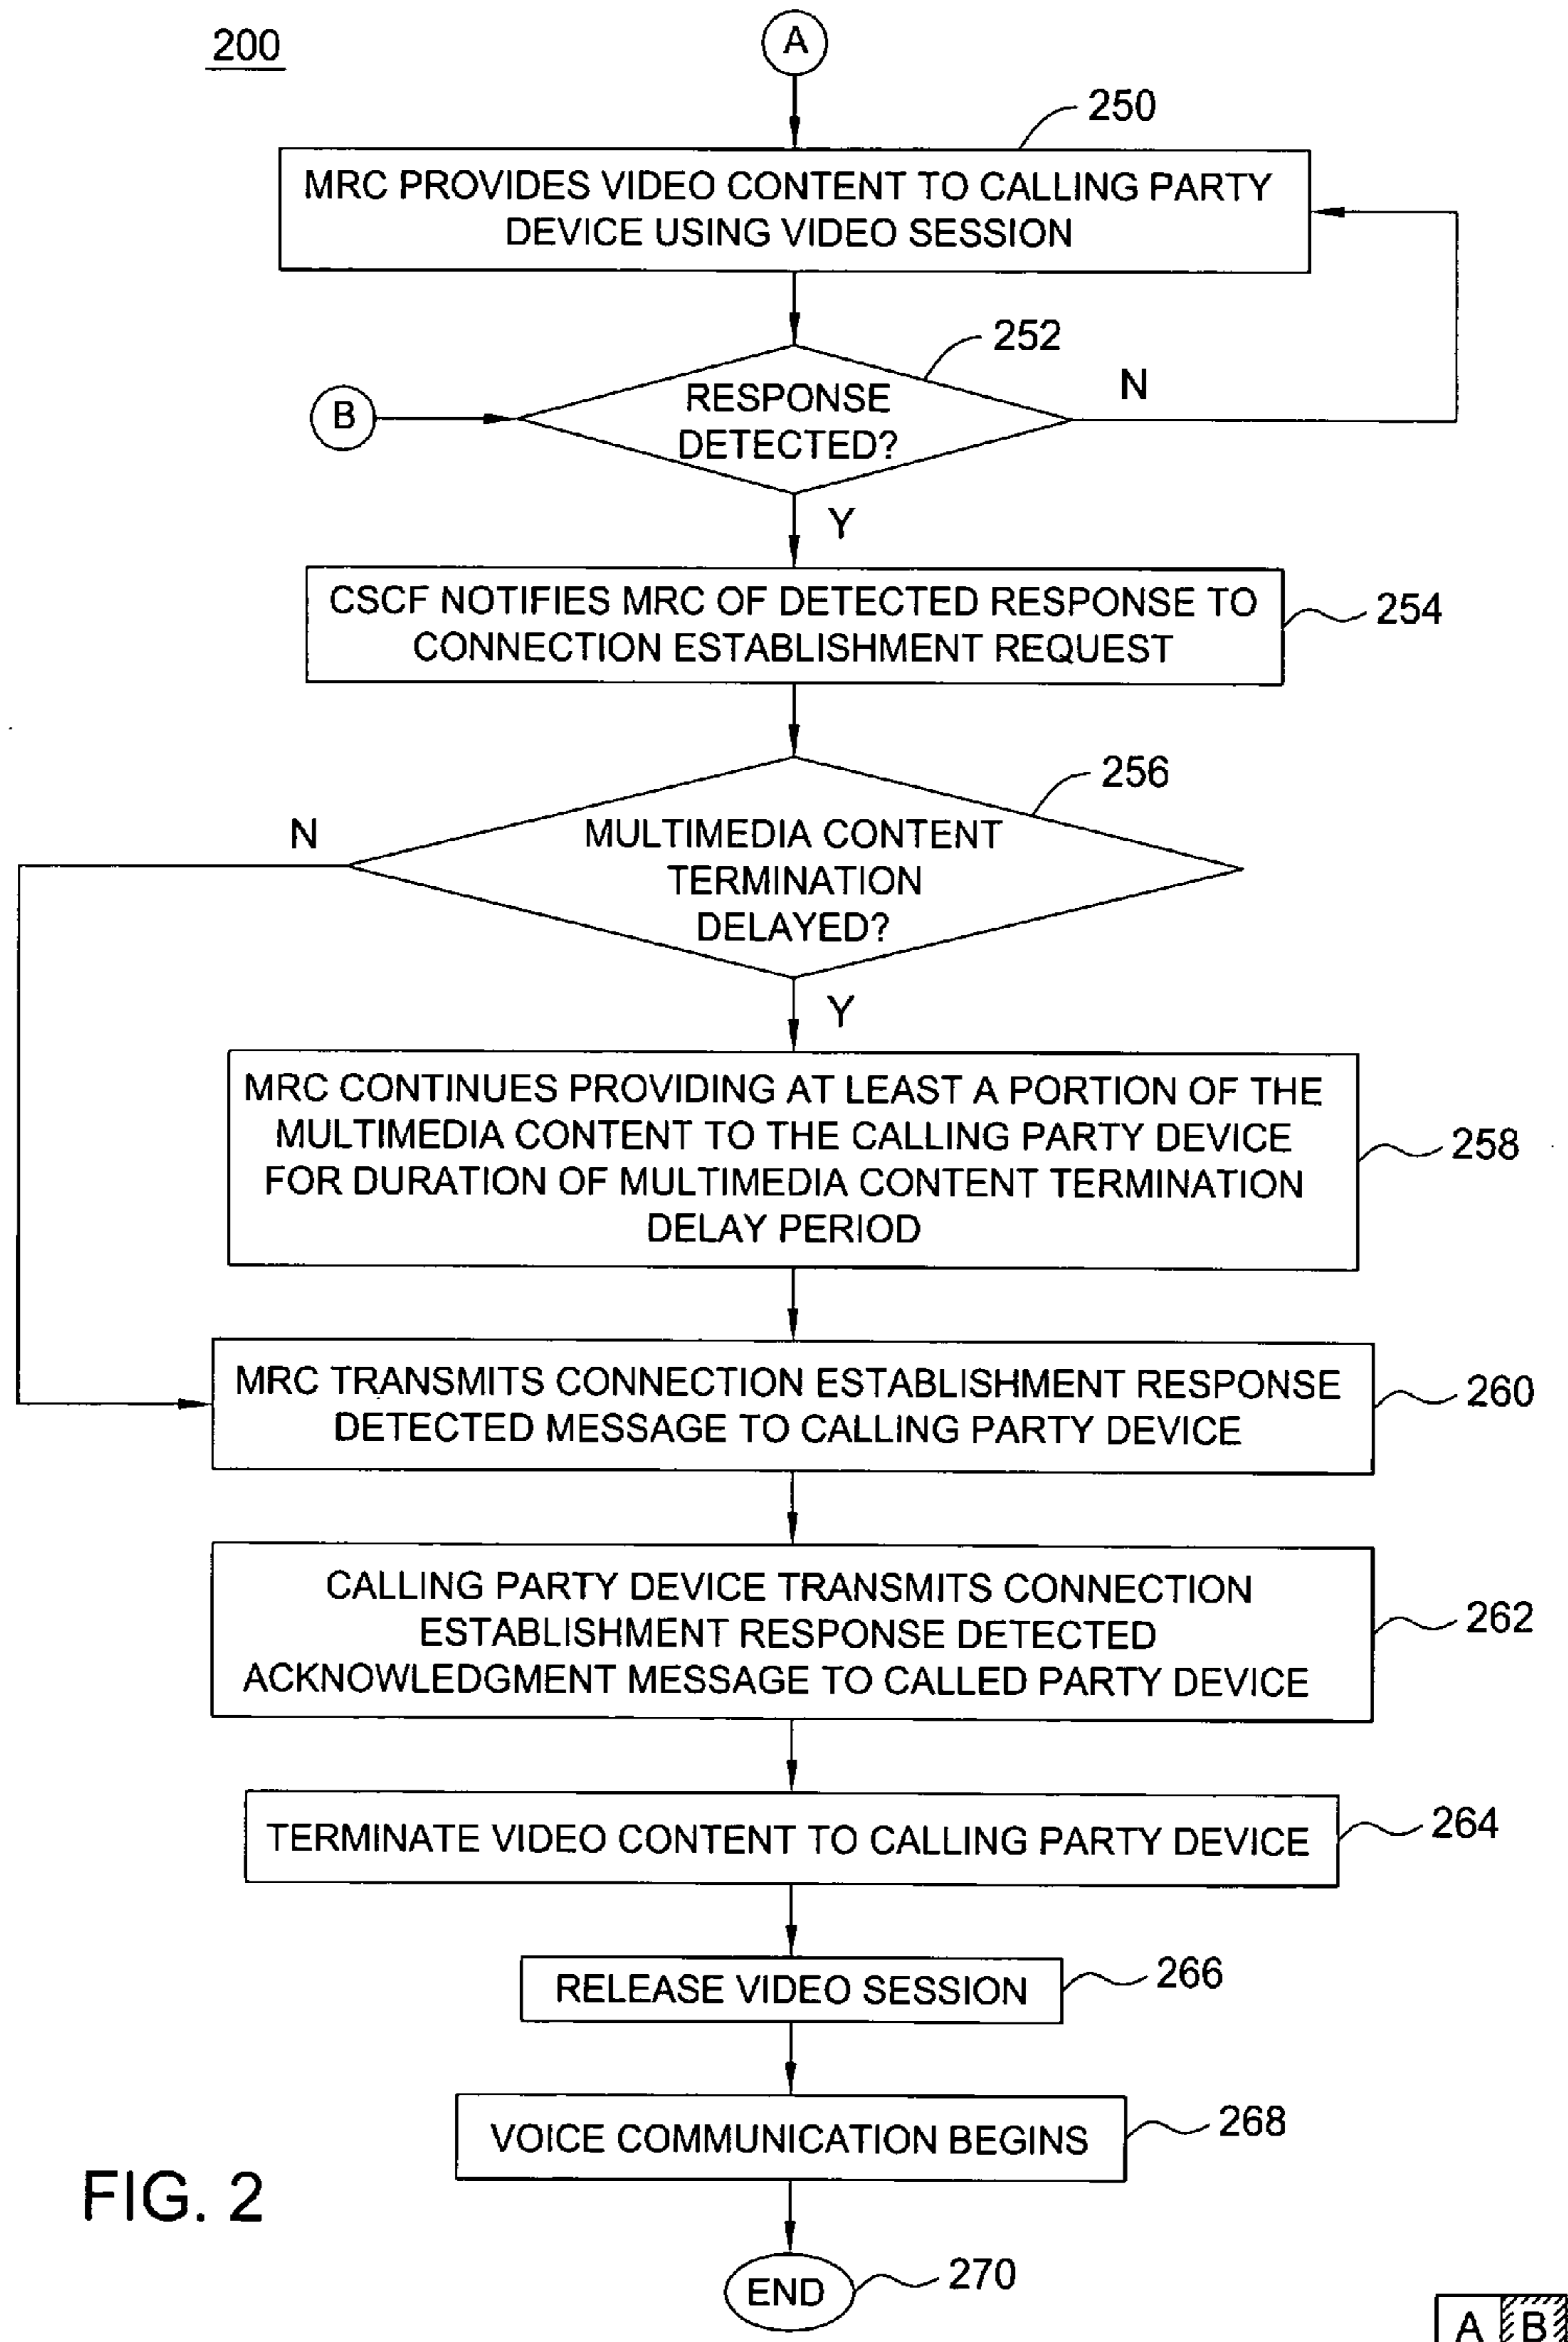 200
A
250
MRC PROVIDES VIDEO CONTENT TO CALLING PARTY
DEVICE USING VIDEO SESSION
252
N
B
RESPONSE
DETECTED?
Y
CSCF NOTIFIES MRC OF DETECTED RESPONSE TO
CONNECTION ESTABLISHMENT REQUEST
254
256
N
MULTIMEDIA CONTENT
TERMINATION
DELAYED?
Y
MRC CONTINUES PROVIDING AT LEAST A PORTION OF THE
MULTIMEDIA CONTENT TO THE CALLING PARTY DEVICE
FOR DURATION OF MULTIMEDIA CONTENT TERMINATION
DELAY PERIOD
258
MRC TRANSMITS CONNECTION ESTABLISHMENT RESPONSE
DETECTED MESSAGE TO CALLING PARTY DEVICE
260
CALLING PARTY DEVICE TRANSMITS CONNECTION
ESTABLISHMENT RESPONSE DETECTED
ACKNOWLEDGMENT MESSAGE TO CALLED PARTY DEVICE
262
TERMINATE VIDEO CONTENT TO CALLING PARTY DEVICE
264
RELEASE VIDEO SESSION
266
VOICE COMMUNICATION BEGINS
268
FIG. 2
END
270
A B